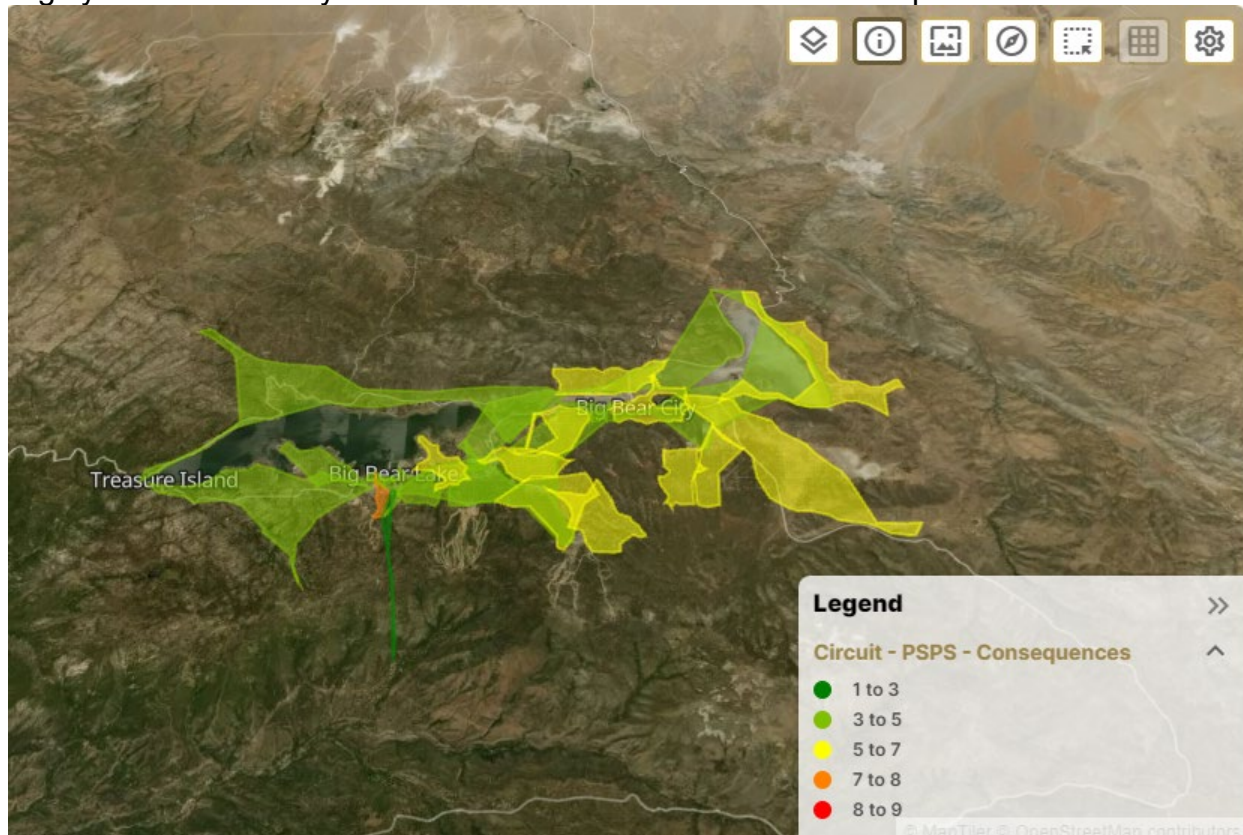 Big Bear City
Treasure Island
Big Bear Lake
Legend
Circuit - PSPS - Consequences
1 to 3
3 to 5
5 to 7
7 to 8
8 to 9
© MapTiler © OpenStreetMap contributors